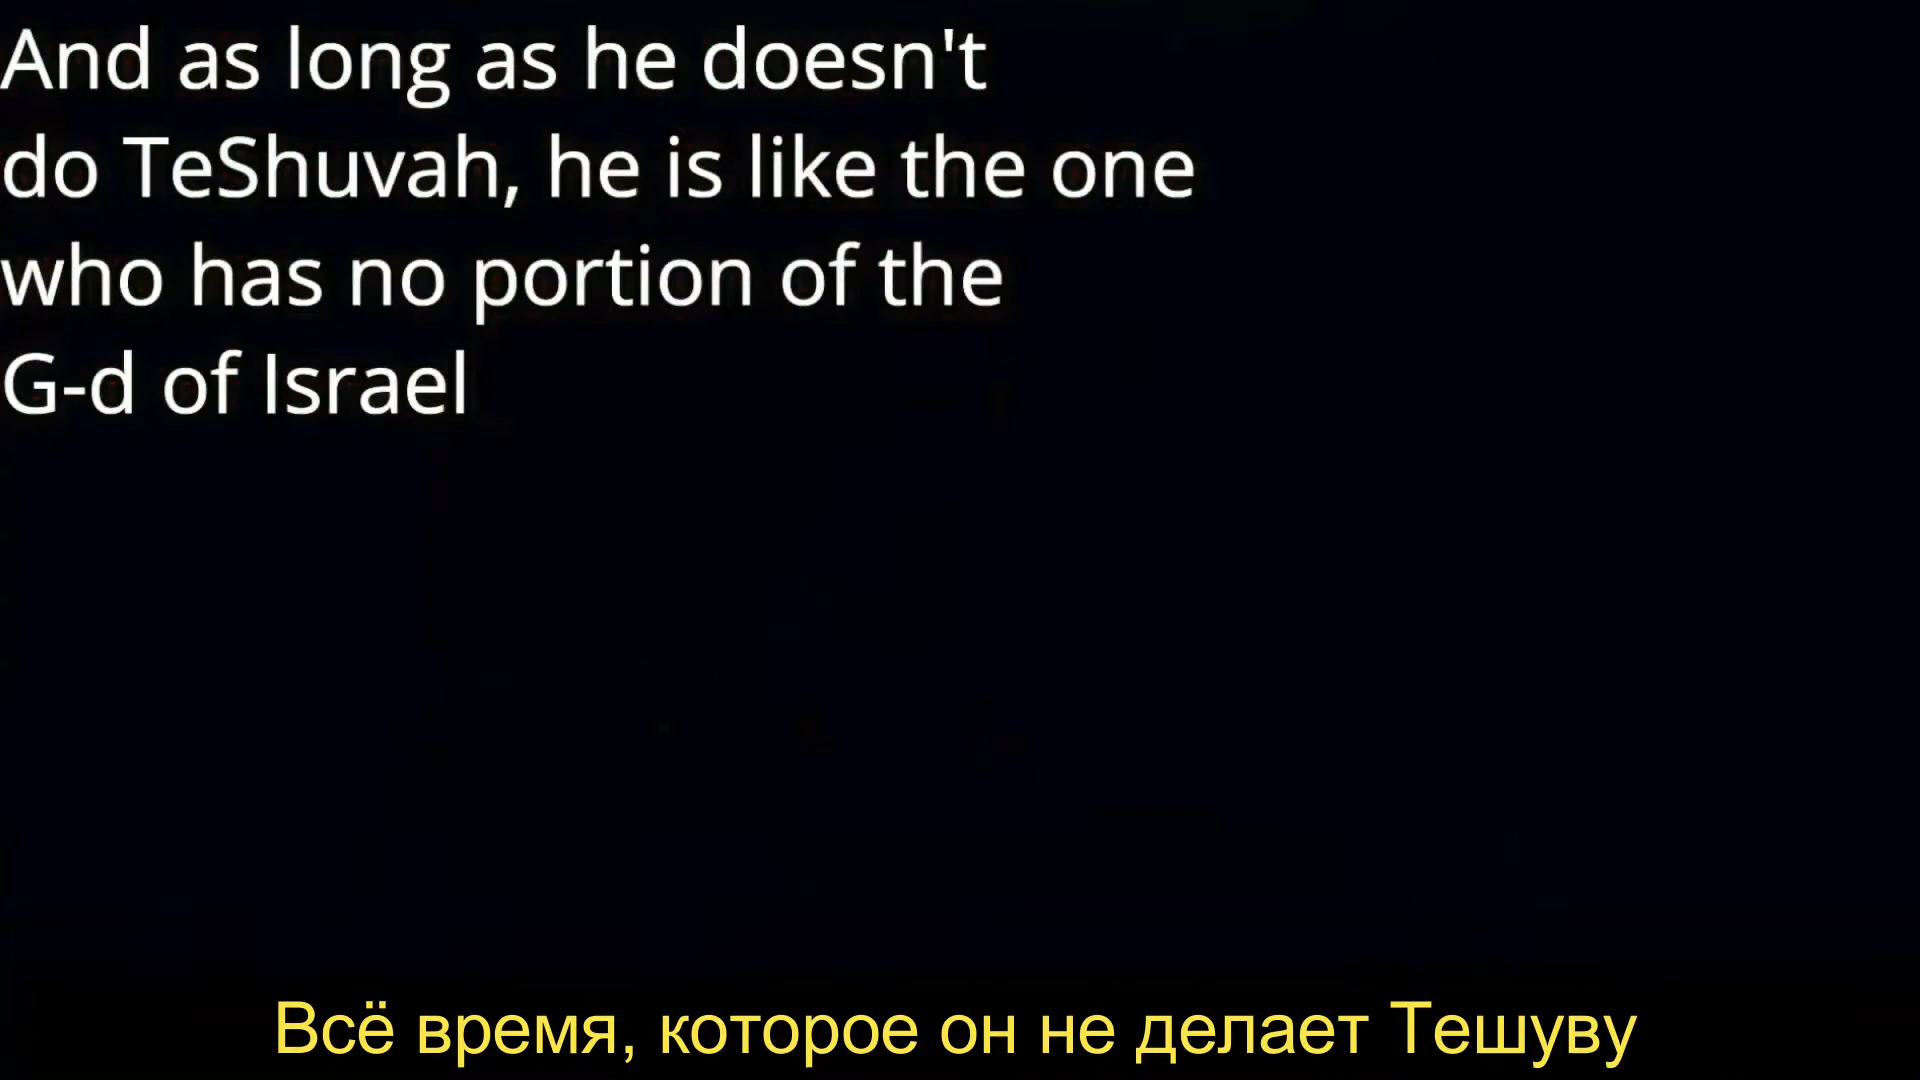 And as long as he doesn't
do TeShuvah, he is like the one
who has no portion of the
G-d of Israel
Всё время, которое он не делает Тешуву